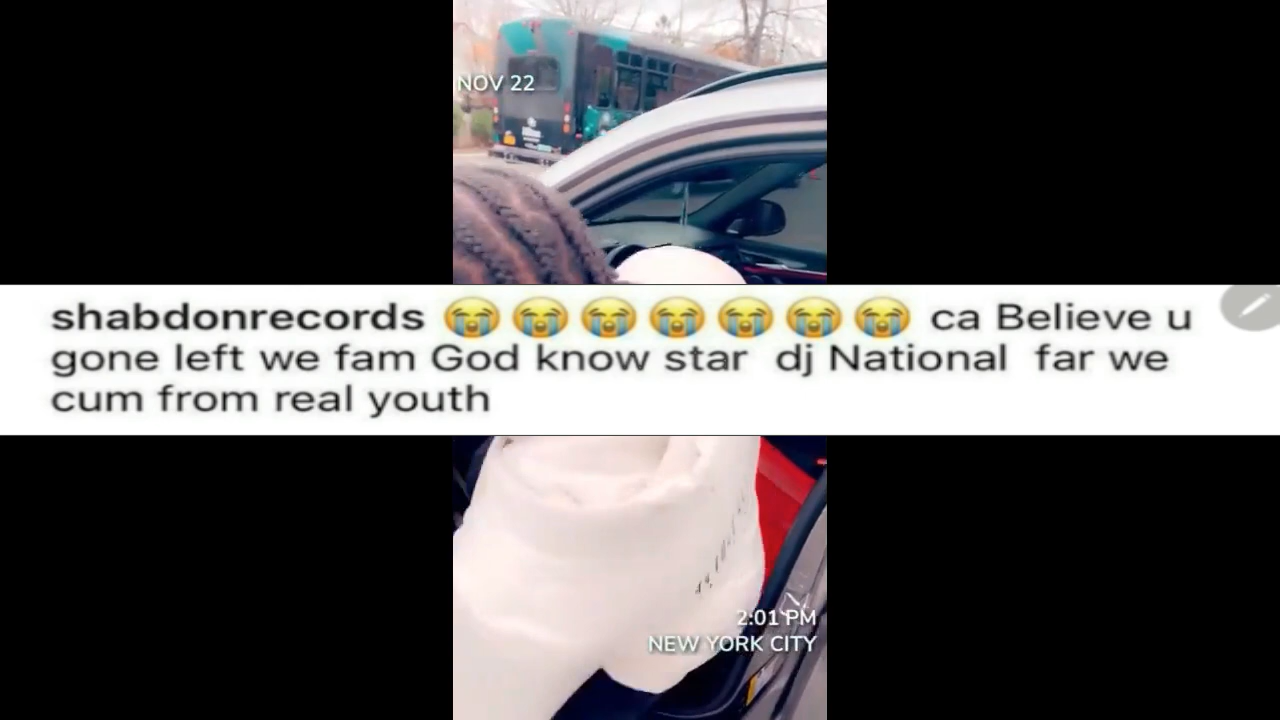 NOV 22
shabdonrecords 😭😭😭😭😭😭😭 ca Believe u
gone left we fam God know star dj National far we
cum from real youth
2:01 PM
NEW YORK CITY